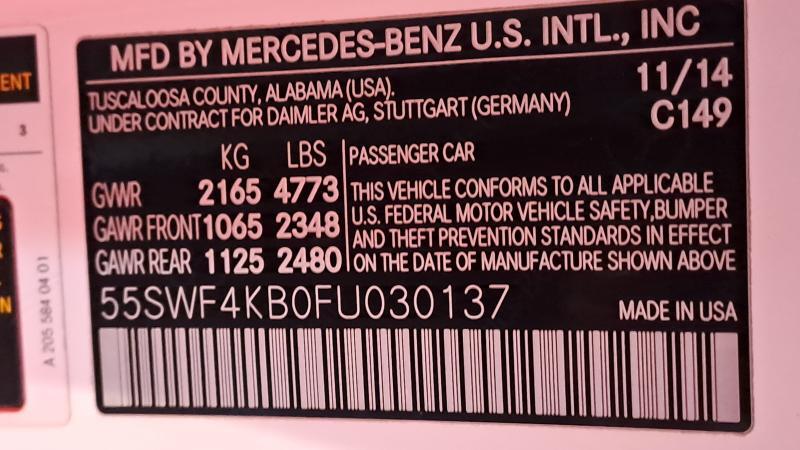 MFD BY MERCEDES-BENZ U.S. INTL., INC
TUSCALOOSA COUNTY, ALABAMA (USA).
UNDER CONTRACT FOR DAIMLER AG, STUTTGART (GERMANY)
11/14
C149
KG LBS
GVWR 2165 4773
GAWR FRONT 1065 2348
GAWR REAR 1125 2480
PASSENGER CAR
THIS VEHICLE CONFORMS TO ALL APPLICABLE
U.S. FEDERAL MOTOR VEHICLE SAFETY,BUMPER
AND THEFT PREVENTION STANDARDS IN EFFECT
ON THE DATE OF MANUFACTURE SHOWN ABOVE
55SWF4KB0FU030137
MADE IN USA
ENT
3
A 205 584 04 01